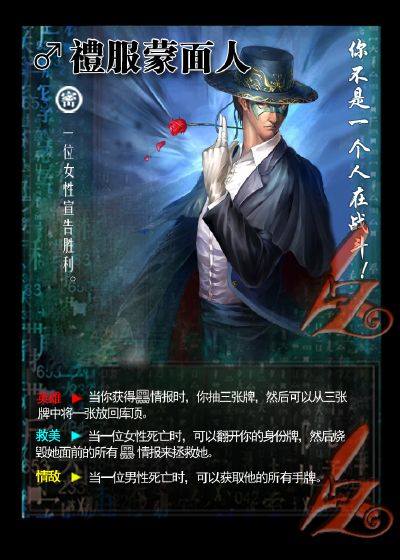 ♂ 禮服蒙面人
密
一位女性宣告胜利。
你不是一个人在战斗！
英雄 ▶ 当你获得黑情报时，你抽三张牌，然后可以从三张
牌中将一张放回库顶。
救美 ▶ 当一位女性死亡时，可以翻开你的身份牌，然后烧
毁她面前的所有黑情报来拯救她。
情敌 ▶ 当一位男性死亡时，可以获取他的所有手牌。